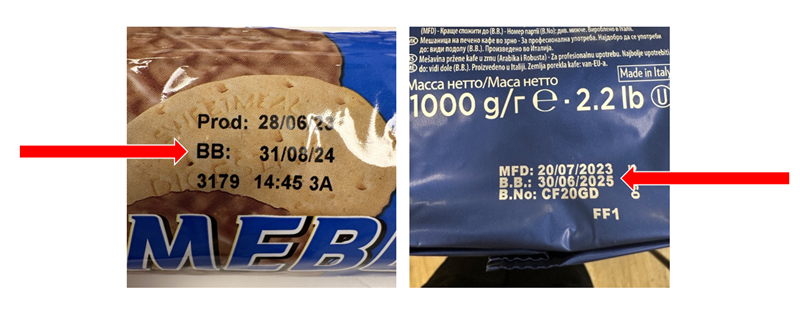 SWEETMEAL
Prod: 28/06/23
BB: 31/08/24
3179 14:45 3A
(MFD) - Краще спожити до (B.B.) - Номер партії (B.No): див. нижче. Вироблено в Італії.
Мешаница на печено кафе во зрно - За професионална употреба. Најдобро да се употреби
до: види подолу (B.B.). Произведено во Италија.
Mešavina pržene kafe u zrnu (Arabika i Robusta) - Za profesionalnu upotrebu. Najbolje upotrebiti
do: vidi dole (B.B.). Proizvedeno u Italiji. Zemlja porekla kafe: van-EU-a.
Made in Italy
Масса нетто/Маса нетто
1000 g/г ℮ · 2.2 lb U
MFD: 20/07/2023
B.B.: 30/06/2025
B.No: CF20GD
FF1